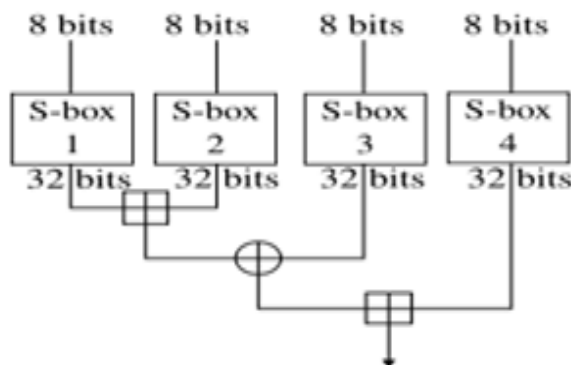 8 bits 8 bits 8 bits 8 bits
S-box S-box S-box S-box
1 2 3 4
32 bits 32 bits 32 bits 32 bits